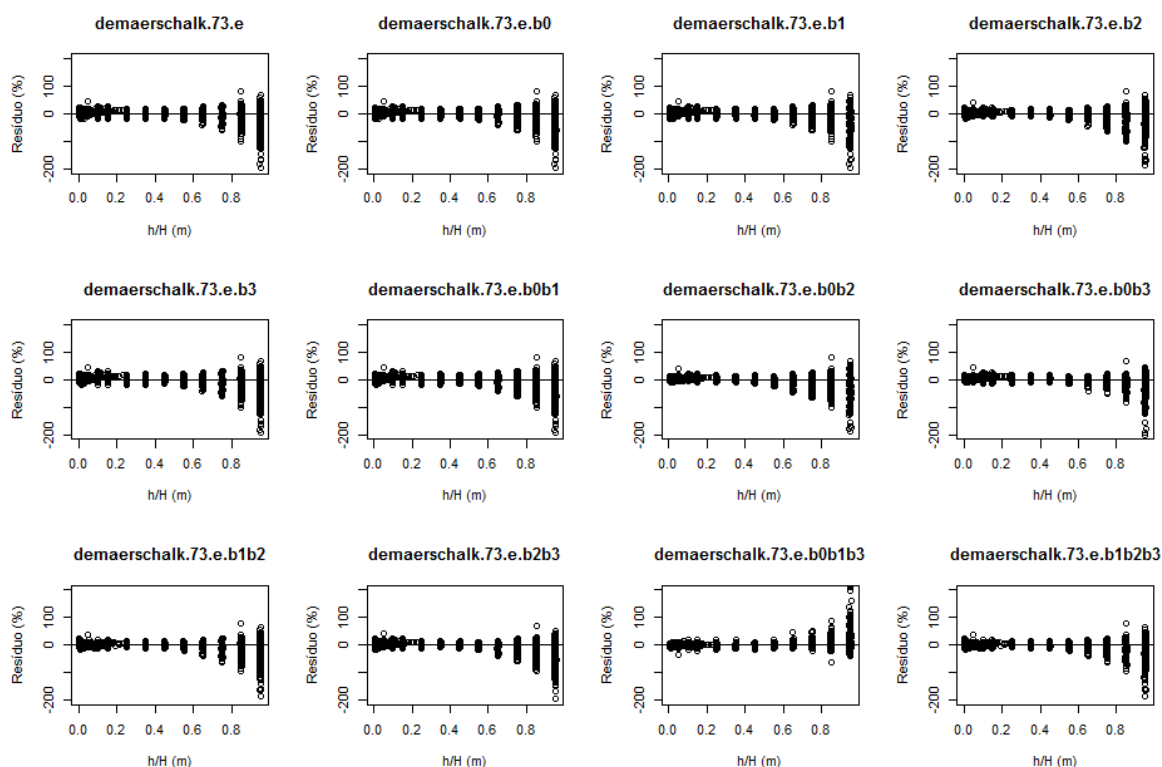 demaerschalk.73.e demaerschalk.73.e.b0 demaerschalk.73.e.b1 demaerschalk.73.e.b2
Resíduo (%) Resíduo (%) Resíduo (%) Resíduo (%)
100 100 100 100
0 0 0 0
-200 -200 -200 -200
0.0 0.2 0.4 0.6 0.8 0.0 0.2 0.4 0.6 0.8 0.0 0.2 0.4 0.6 0.8 0.0 0.2 0.4 0.6 0.8
h/H (m) h/H (m) h/H (m) h/H (m)
demaerschalk.73.e.b3 demaerschalk.73.e.b0b1 demaerschalk.73.e.b0b2 demaerschalk.73.e.b0b3
Resíduo (%) Resíduo (%) Resíduo (%) Resíduo (%)
100 100 100 100
0 0 0 0
-200 -200 -200 -200
0.0 0.2 0.4 0.6 0.8 0.0 0.2 0.4 0.6 0.8 0.0 0.2 0.4 0.6 0.8 0.0 0.2 0.4 0.6 0.8
h/H (m) h/H (m) h/H (m) h/H (m)
demaerschalk.73.e.b1b2 demaerschalk.73.e.b2b3 demaerschalk.73.e.b0b1b3 demaerschalk.73.e.b1b2b3
Resíduo (%) Resíduo (%) Resíduo (%) Resíduo (%)
100 100 100 100
0 0 0 0
-200 -200 -200 -200
0.0 0.2 0.4 0.6 0.8 0.0 0.2 0.4 0.6 0.8 0.0 0.2 0.4 0.6 0.8 0.0 0.2 0.4 0.6 0.8
h/H (m) h/H (m) h/H (m) h/H (m)